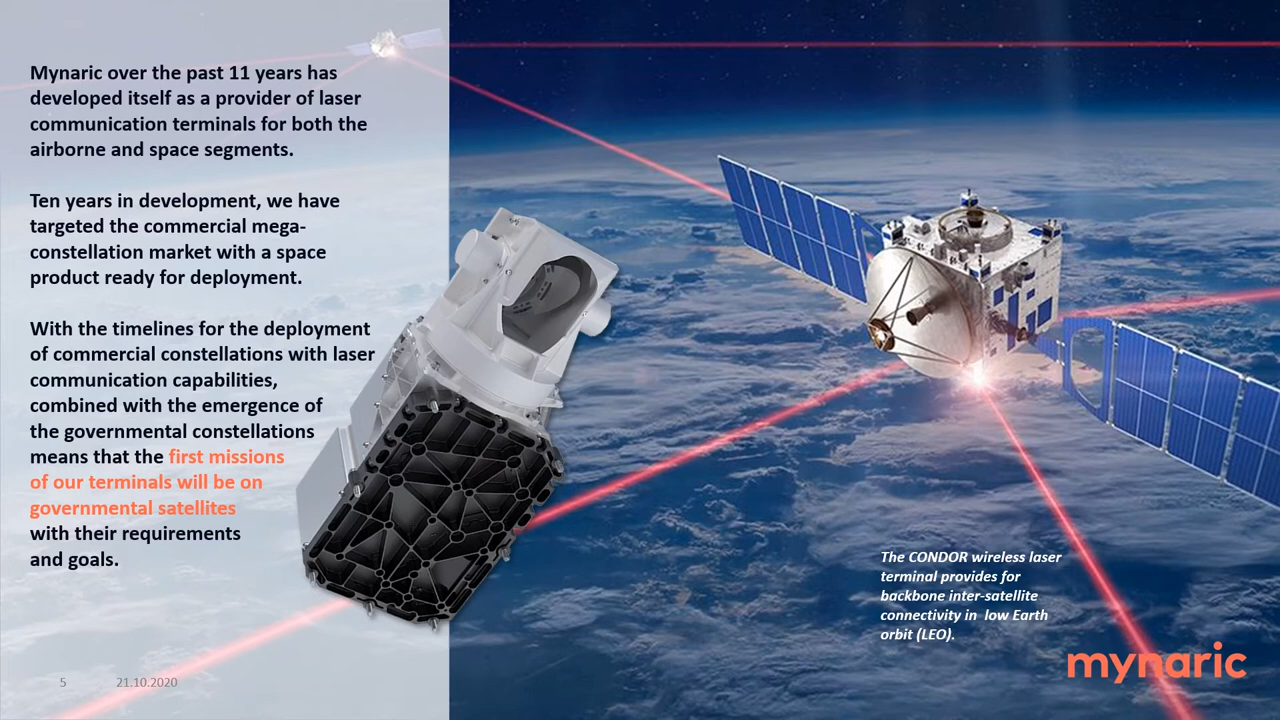 Mynaric over the past 11 years has
developed itself as a provider of laser
communication terminals for both the
airborne and space segments.
Ten years in development, we have
targeted the commercial mega-
constellation market with a space
product ready for deployment.
With the timelines for the deployment
of commercial constellations with laser
communication capabilities,
combined with the emergence of
the governmental constellations
means that the first missions
of our terminals will be on
governmental satellites
with their requirements
and goals.
The CONDOR wireless laser
terminal provides for
backbone inter-satellite
connectivity in low Earth
orbit (LEO).
mynaric
5 21.10.2020